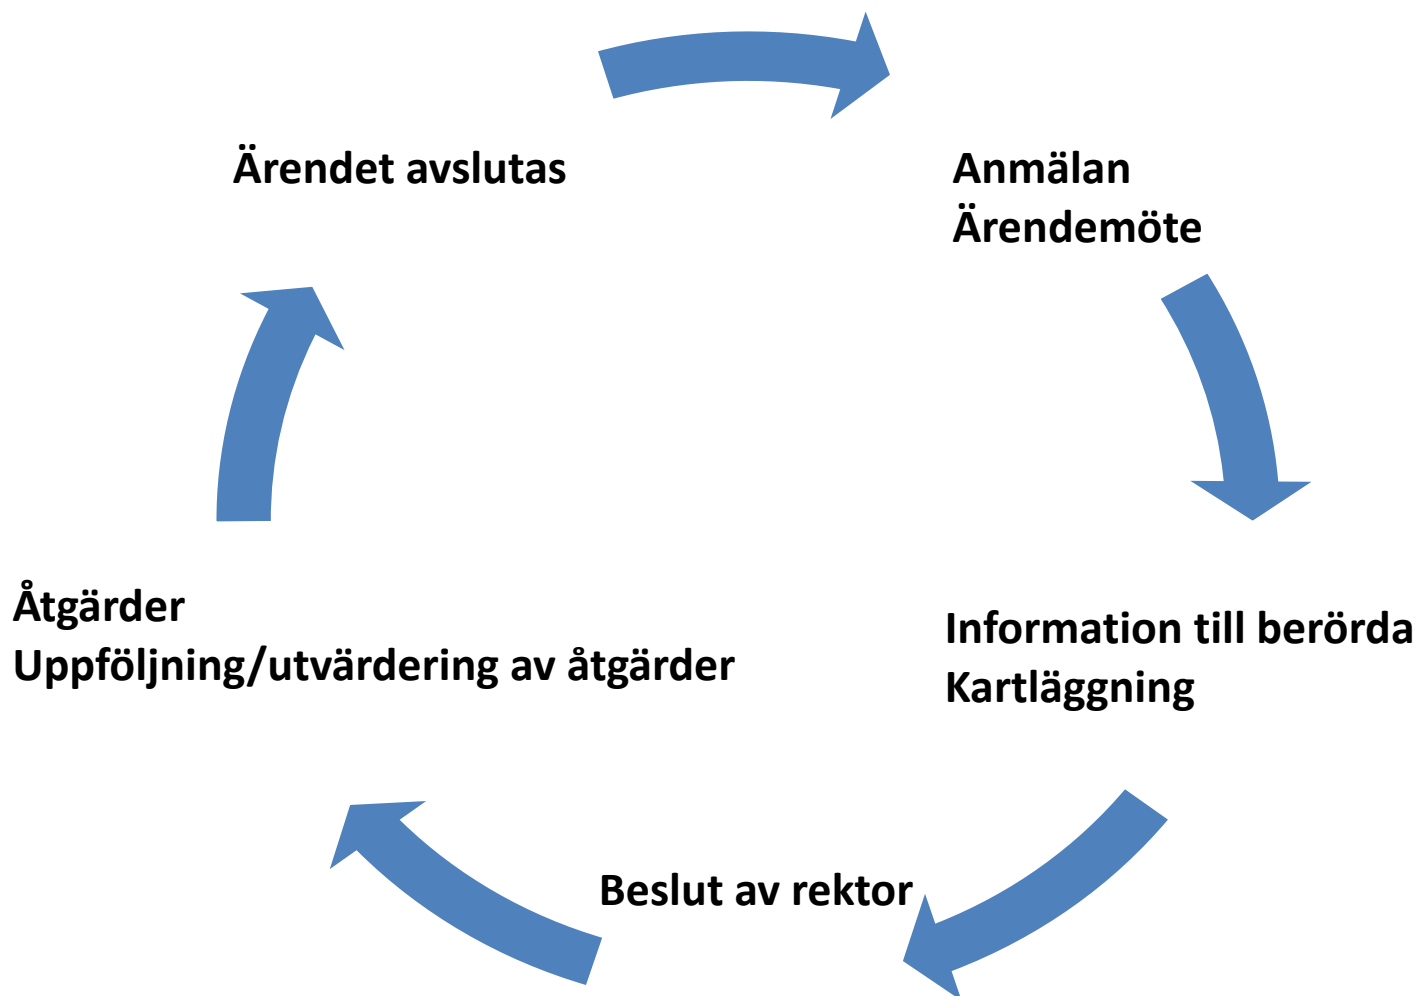 Ärendet avslutas
Anmälan
Ärendemöte
Information till berörda
Kartläggning
Beslut av rektor
Åtgärder
Uppföljning/utvärdering av åtgärder